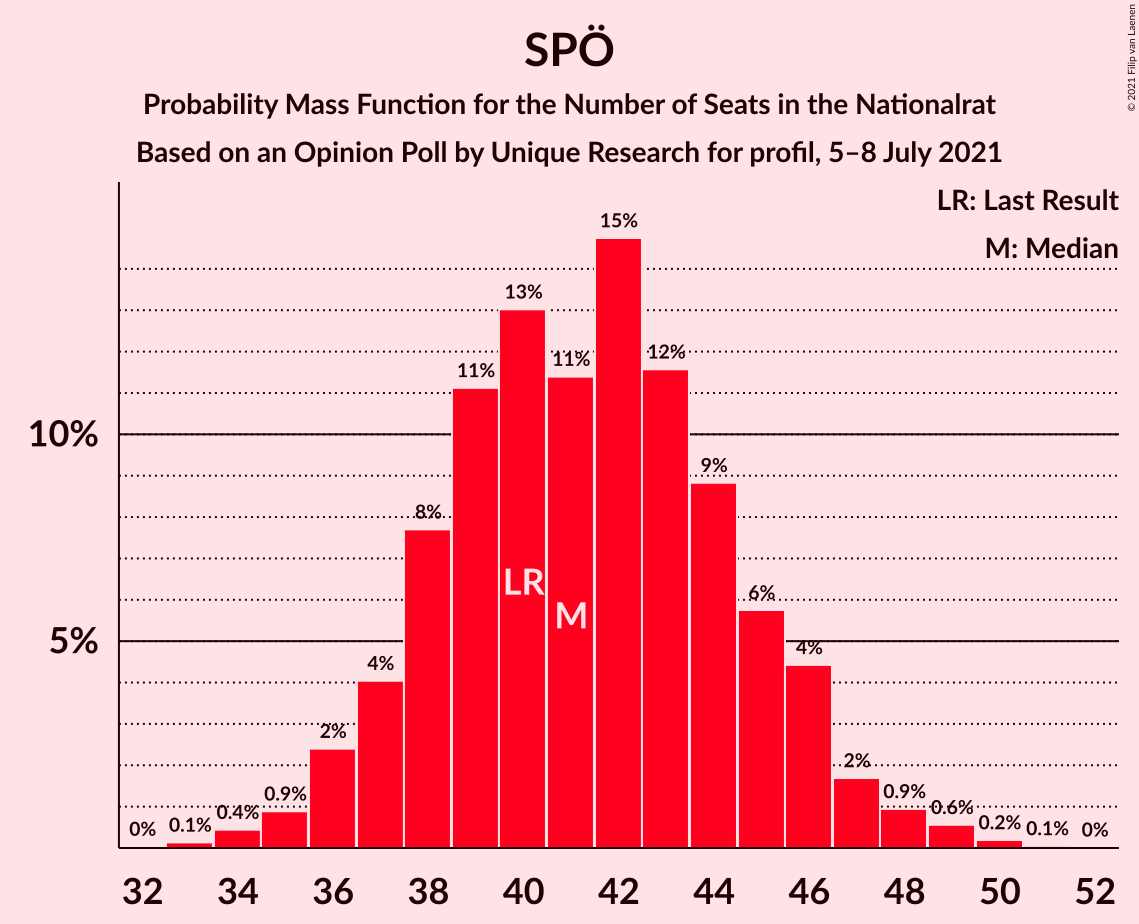 SPÖ
Probability Mass Function for the Number of Seats in the Nationalrat
Based on an Opinion Poll by Unique Research for profil, 5–8 July 2021
© 2021 Filip van Laenen
LR: Last Result
M: Median
10%
5%
0%
0.1%
0.4%
0.9%
2%
4%
8%
11%
13%
11%
15%
12%
9%
6%
4%
2%
0.9%
0.6%
0.2%
0.1%
0%
LR
M
32 34 36 38 40 42 44 46 48 50 52